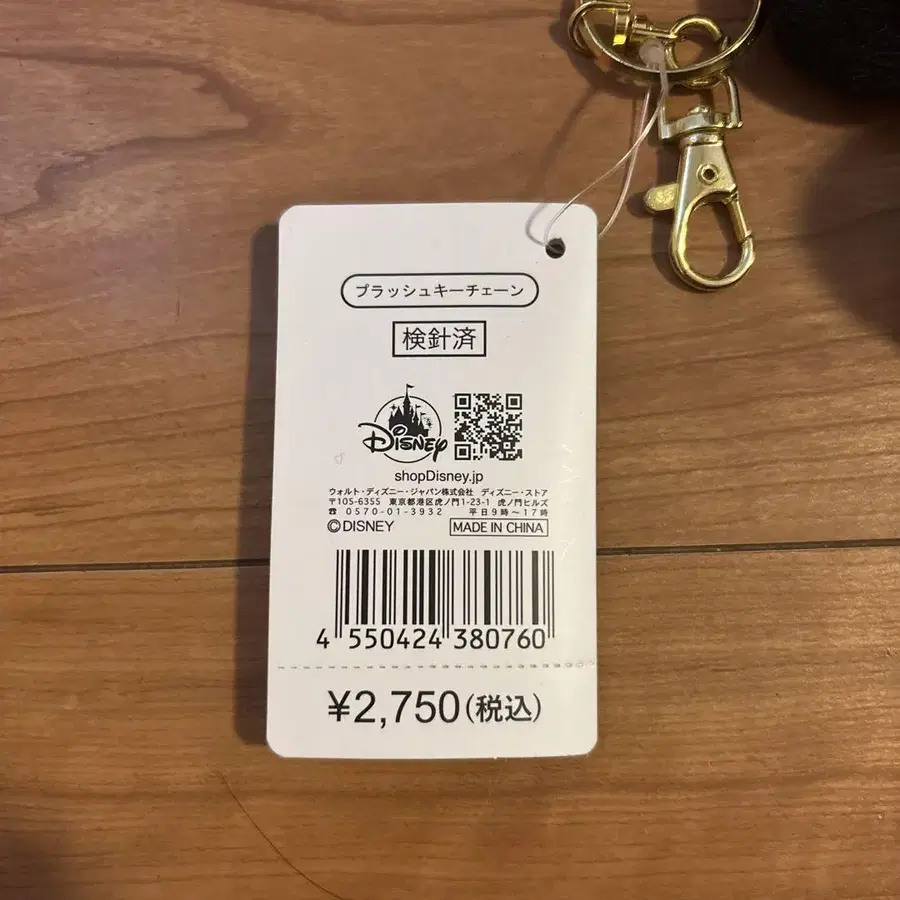 プラッシュキーチェーン
検針済
Disney
shopDisney.jp
ウォルト・ディズニー・ジャパン株式会社 ディズニー・ストア
〒105-6355 東京都港区虎ノ門1-23-1 虎ノ門ヒルズ
☎ 0570-01-3932 平日9時〜17時
©DISNEY MADE IN CHINA
4 550424 380760
¥2,750(税込)